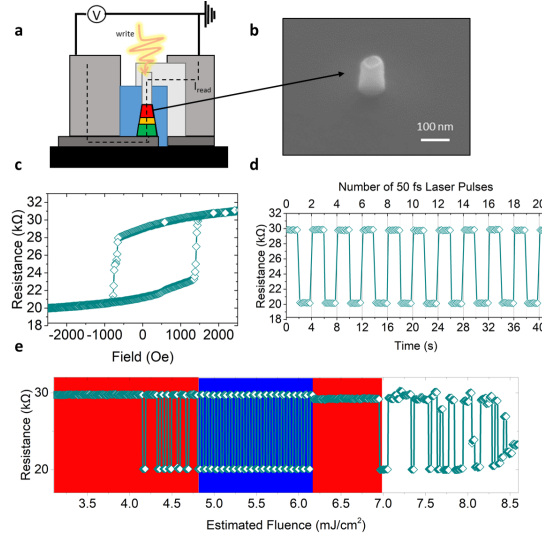 a
V
write
I read
b
100 nm
c
Resistance (kΩ)
32
30
28
26
24
22
20
18
-2000
-1000
0
1000
2000
Field (Oe)
d
Number of 50 fs Laser Pulses
0 2 4 6 8 10 12 14 16 18 20
Resistance (kΩ)
32
30
28
26
24
22
20
18
0 4 8 12 16 20 24 28 32 36 40
Time (s)
e
Resistance (kΩ)
30
20
3.5 4.0 4.5 5.0 5.5 6.0 6.5 7.0 7.5 8.0 8.5
Estimated Fluence (mJ/cm²)